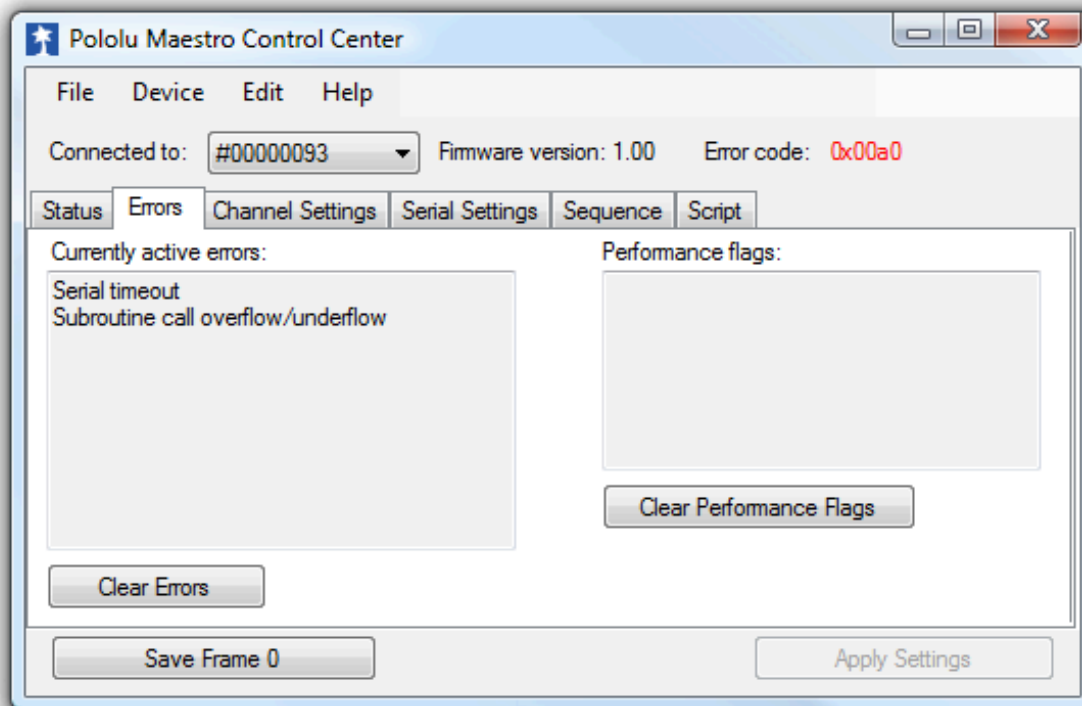 Pololu Maestro Control Center
File Device Edit Help
Connected to: #00000093 Firmware version: 1.00 Error code: 0x00a0
Status Errors Channel Settings Serial Settings Sequence Script
Currently active errors: Performance flags:
Serial timeout
Subroutine call overflow/underflow
Clear Performance Flags
Clear Errors
Save Frame 0 Apply Settings